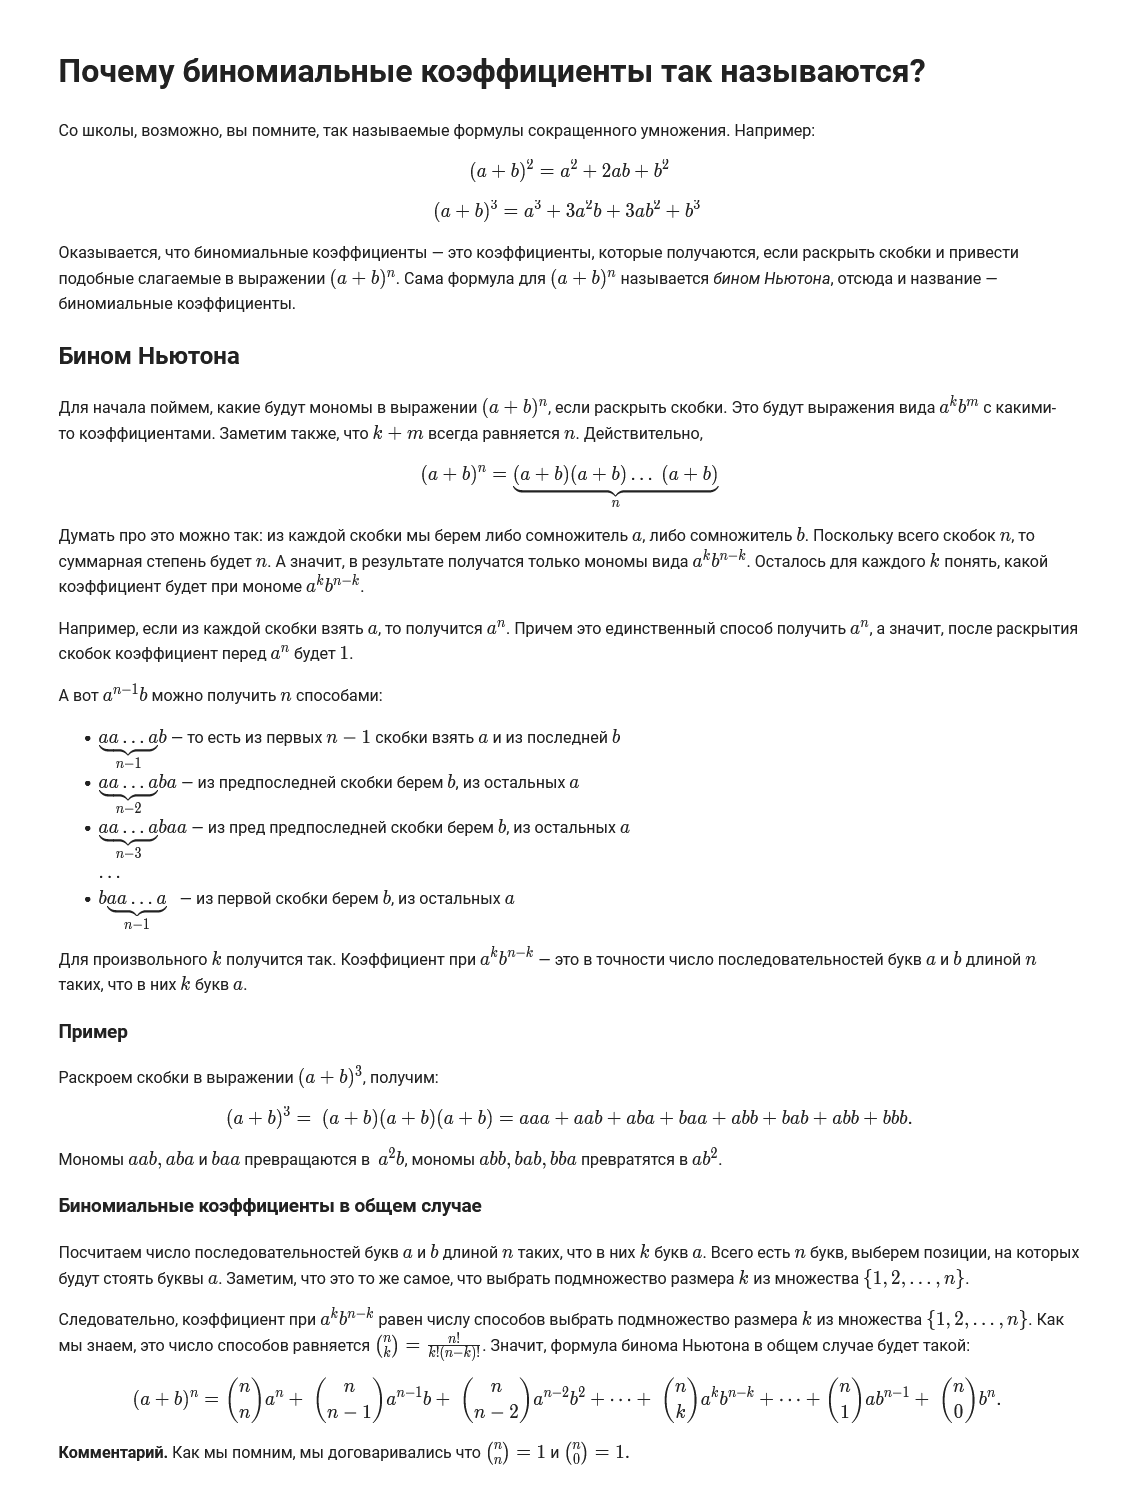 Почему биномиальные коэффициенты так называются?
Со школы, возможно, вы помните, так называемые формулы сокращенного умножения. Например:
$(a+b)^2 = a^2 + 2ab + b^2$
$(a+b)^3 = a^3 + 3a^2b + 3ab^2 + b^3$
Оказывается, что биномиальные коэффициенты — это коэффициенты, которые получаются, если раскрыть скобки и привести
подобные слагаемые в выражении $(a+b)^n$. Сама формула для $(a+b)^n$ называется бином Ньютона, отсюда и название —
биномиальные коэффициенты.
Бином Ньютона
Для начала поймем, какие будут мономы в выражении $(a+b)^n$, если раскрыть скобки. Это будут выражения вида $a^k b^m$ с какими-
то коэффициентами. Заметим также, что $k+m$ всегда равняется $n$. Действительно,
$(a+b)^n = \underbrace{(a+b)(a+b)\dots\ (a+b)}_{n}$
Думать про это можно так: из каждой скобки мы берем либо сомножитель $a$, либо сомножитель $b$. Поскольку всего скобок $n$, то
суммарная степень будет $n$. А значит, в результате получатся только мономы вида $a^k b^{n-k}$. Осталось для каждого $k$ понять, какой
коэффициент будет при мономе $a^k b^{n-k}$.
Например, если из каждой скобки взять $a$, то получится $a^n$. Причем это единственный способ получить $a^n$, а значит, после раскрытия
скобок коэффициент перед $a^n$ будет $1$.
А вот $a^{n-1}b$ можно получить $n$ способами:
• $\underbrace{aa\dots a}_{n-1}b$ — то есть из первых $n-1$ скобки взять $a$ и из последней $b$
• $\underbrace{aa\dots a}_{n-2}ba$ — из предпоследней скобки берем $b$, из остальных $a$
• $\underbrace{aa\dots a}_{n-3}baa$ — из пред предпоследней скобки берем $b$, из остальных $a$
$\dots$
• $b\underbrace{aa\dots a}_{n-1}$ — из первой скобки берем $b$, из остальных $a$
Для произвольного $k$ получится так. Коэффициент при $a^k b^{n-k}$ — это в точности число последовательностей букв $a$ и $b$ длиной $n$
таких, что в них $k$ букв $a$.
Пример
Раскроем скобки в выражении $(a+b)^3$, получим:
$(a+b)^3 =\ (a+b)(a+b)(a+b) = aaa + aab + aba + baa + abb + bab + abb + bbb.$
Мономы $aab, aba$ и $baa$ превращаются в $a^2b$, мономы $abb, bab, bba$ превратятся в $ab^2$.
Биномиальные коэффициенты в общем случае
Посчитаем число последовательностей букв $a$ и $b$ длиной $n$ таких, что в них $k$ букв $a$. Всего есть $n$ букв, выберем позиции, на которых
будут стоять буквы $a$. Заметим, что это то же самое, что выбрать подмножество размера $k$ из множества $\{1, 2, \dots, n\}$.
Следовательно, коэффициент при $a^k b^{n-k}$ равен числу способов выбрать подмножество размера $k$ из множества $\{1, 2, \dots, n\}$. Как
мы знаем, это число способов равняется $\binom{n}{k} = \frac{n!}{k!(n-k)!}$. Значит, формула бинома Ньютона в общем случае будет такой:
$(a+b)^n = \binom{n}{n}a^n + \binom{n}{n-1}a^{n-1}b + \binom{n}{n-2}a^{n-2}b^2 + \cdots + \binom{n}{k}a^k b^{n-k} + \cdots + \binom{n}{1}ab^{n-1} + \binom{n}{0}b^n.$
Комментарий. Как мы помним, мы договаривались что $\binom{n}{n} = 1$ и $\binom{n}{0} = 1$.